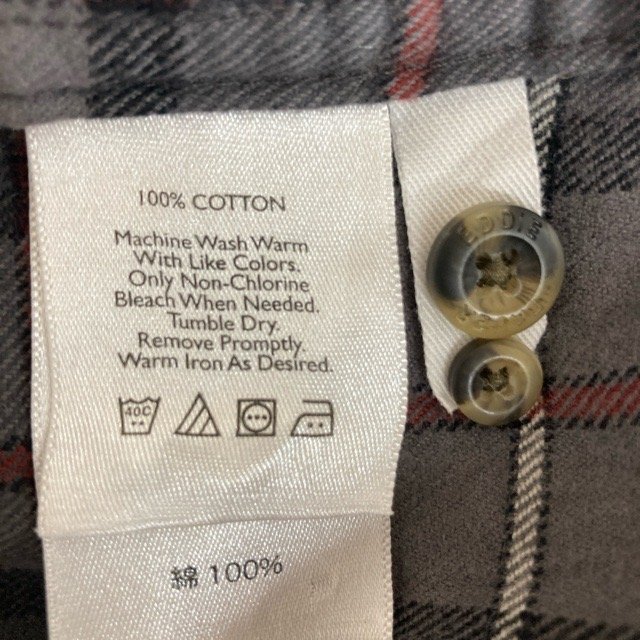 100% COTTON
Machine Wash Warm
With Like Colors.
Only Non-Chlorine
Bleach When Needed.
Tumble Dry.
Remove Promptly.
Warm Iron As Desired.
40C
綿 100%